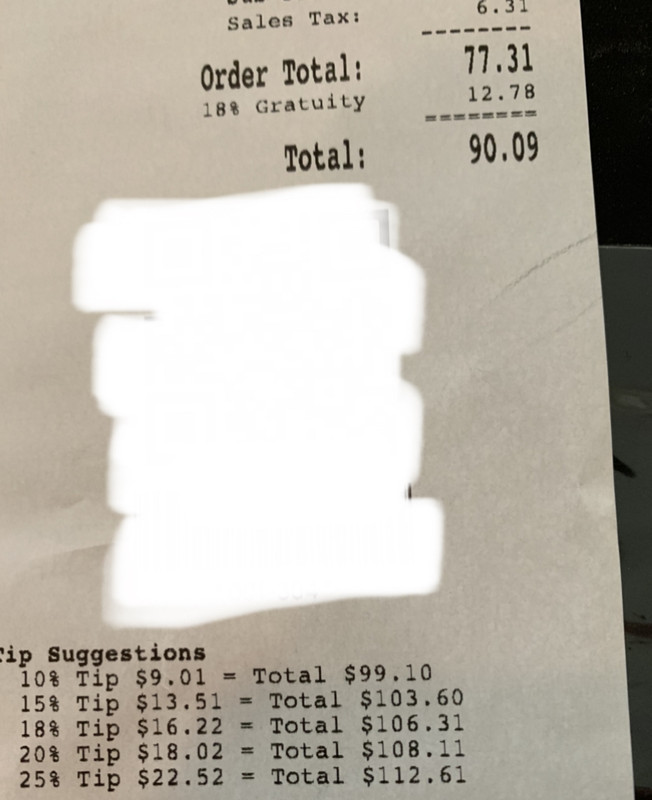 Sales Tax: 6.31
--------
Order Total: 77.31
18% Gratuity 12.78
========
Total: 90.09
Tip Suggestions
10% Tip $9.01 = Total $99.10
15% Tip $13.51 = Total $103.60
18% Tip $16.22 = Total $106.31
20% Tip $18.02 = Total $108.11
25% Tip $22.52 = Total $112.61